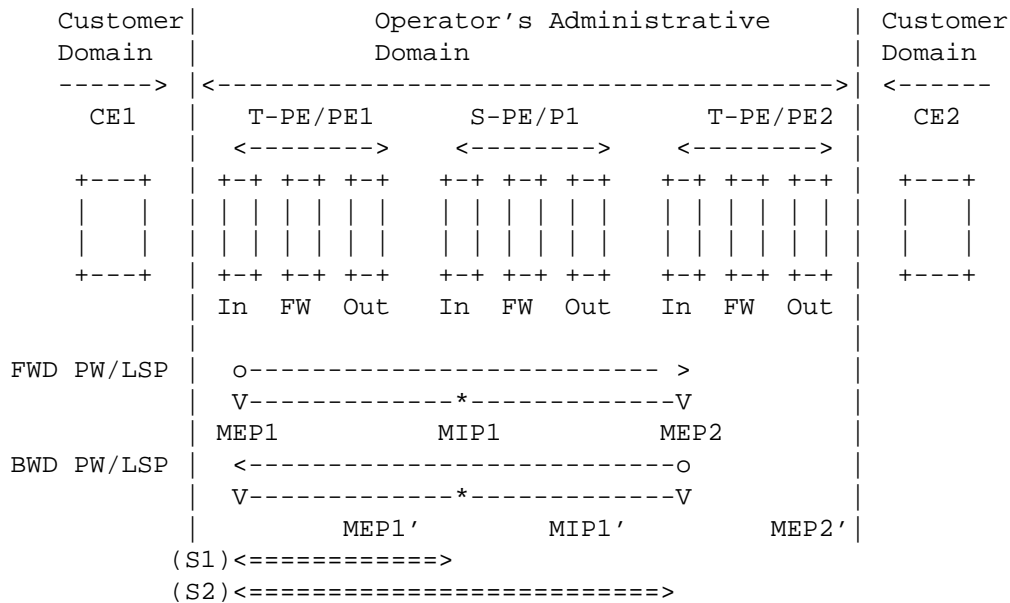 Customer| Operator's Administrative | Customer
Domain | Domain | Domain
------> |<---------------------------------------->| <------
CE1 | T-PE/PE1 S-PE/P1 T-PE/PE2 | CE2
| <--------> <--------> <--------> |
+---+ | +-+ +-+ +-+ +-+ +-+ +-+ +-+ +-+ +-+ | +---+
| | | | | | | | | | | | | | | | | | | | | | | |
| | | | | | | | | | | | | | | | | | | | | | | |
+---+ | +-+ +-+ +-+ +-+ +-+ +-+ +-+ +-+ +-+ | +---+
| In FW Out In FW Out In FW Out |
| |
FWD PW/LSP | o-------------------------- > |
| V-------------*-------------V |
| MEP1 MIP1 MEP2 |
BWD PW/LSP | <---------------------------o |
| V-------------*-------------V |
| MEP1' MIP1' MEP2'|
(S1)<============>
(S2)<==========================>